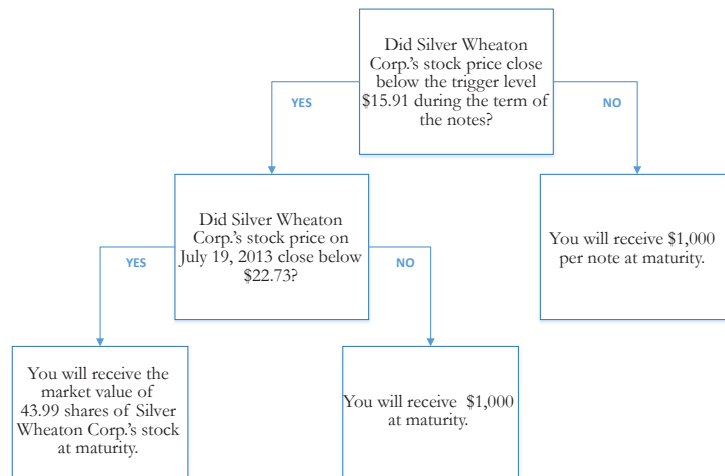 Did Silver Wheaton
Corp.'s stock price close
below the trigger level
$15.91 during the term of
the notes?
YES
NO
Did Silver Wheaton
Corp.'s stock price on
July 19, 2013 close below
$22.73?
You will receive $1,000
per note at maturity.
YES
NO
You will receive the
market value of
43.99 shares of Silver
Wheaton Corp.'s stock
at maturity.
You will receive $1,000
at maturity.